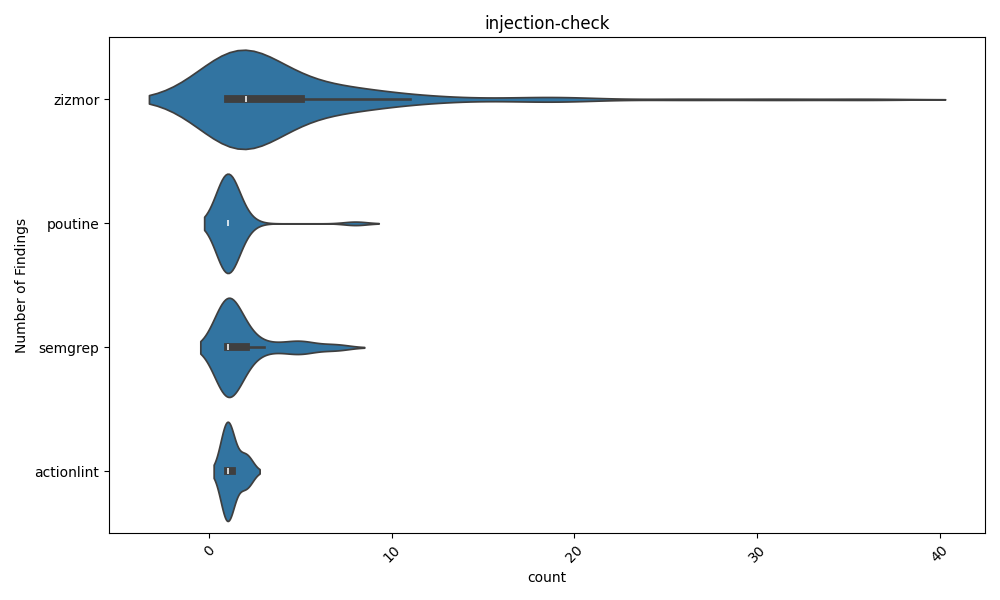 injection-check
zizmor
poutine
semgrep
actionlint
Number of Findings
0
10
20
30
40
count